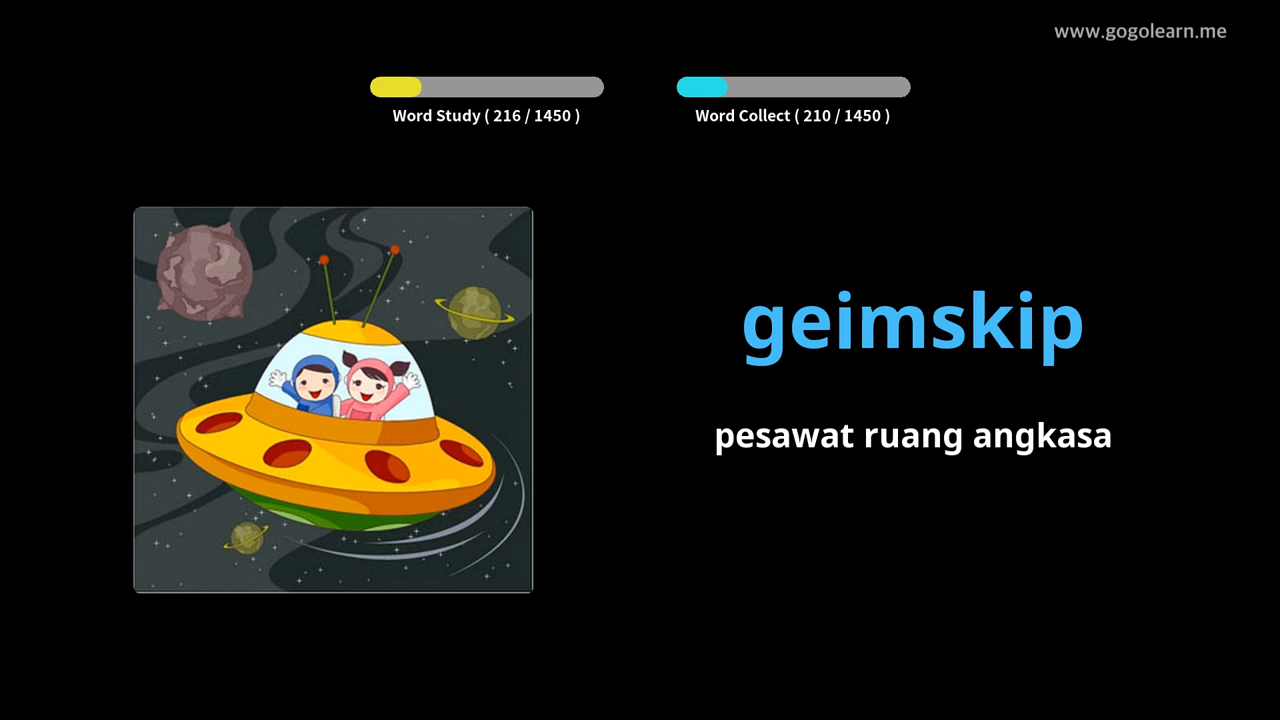 www.gogolearn.me
Word Study ( 216 / 1450 )
Word Collect ( 210 / 1450 )
geimskip
pesawat ruang angkasa